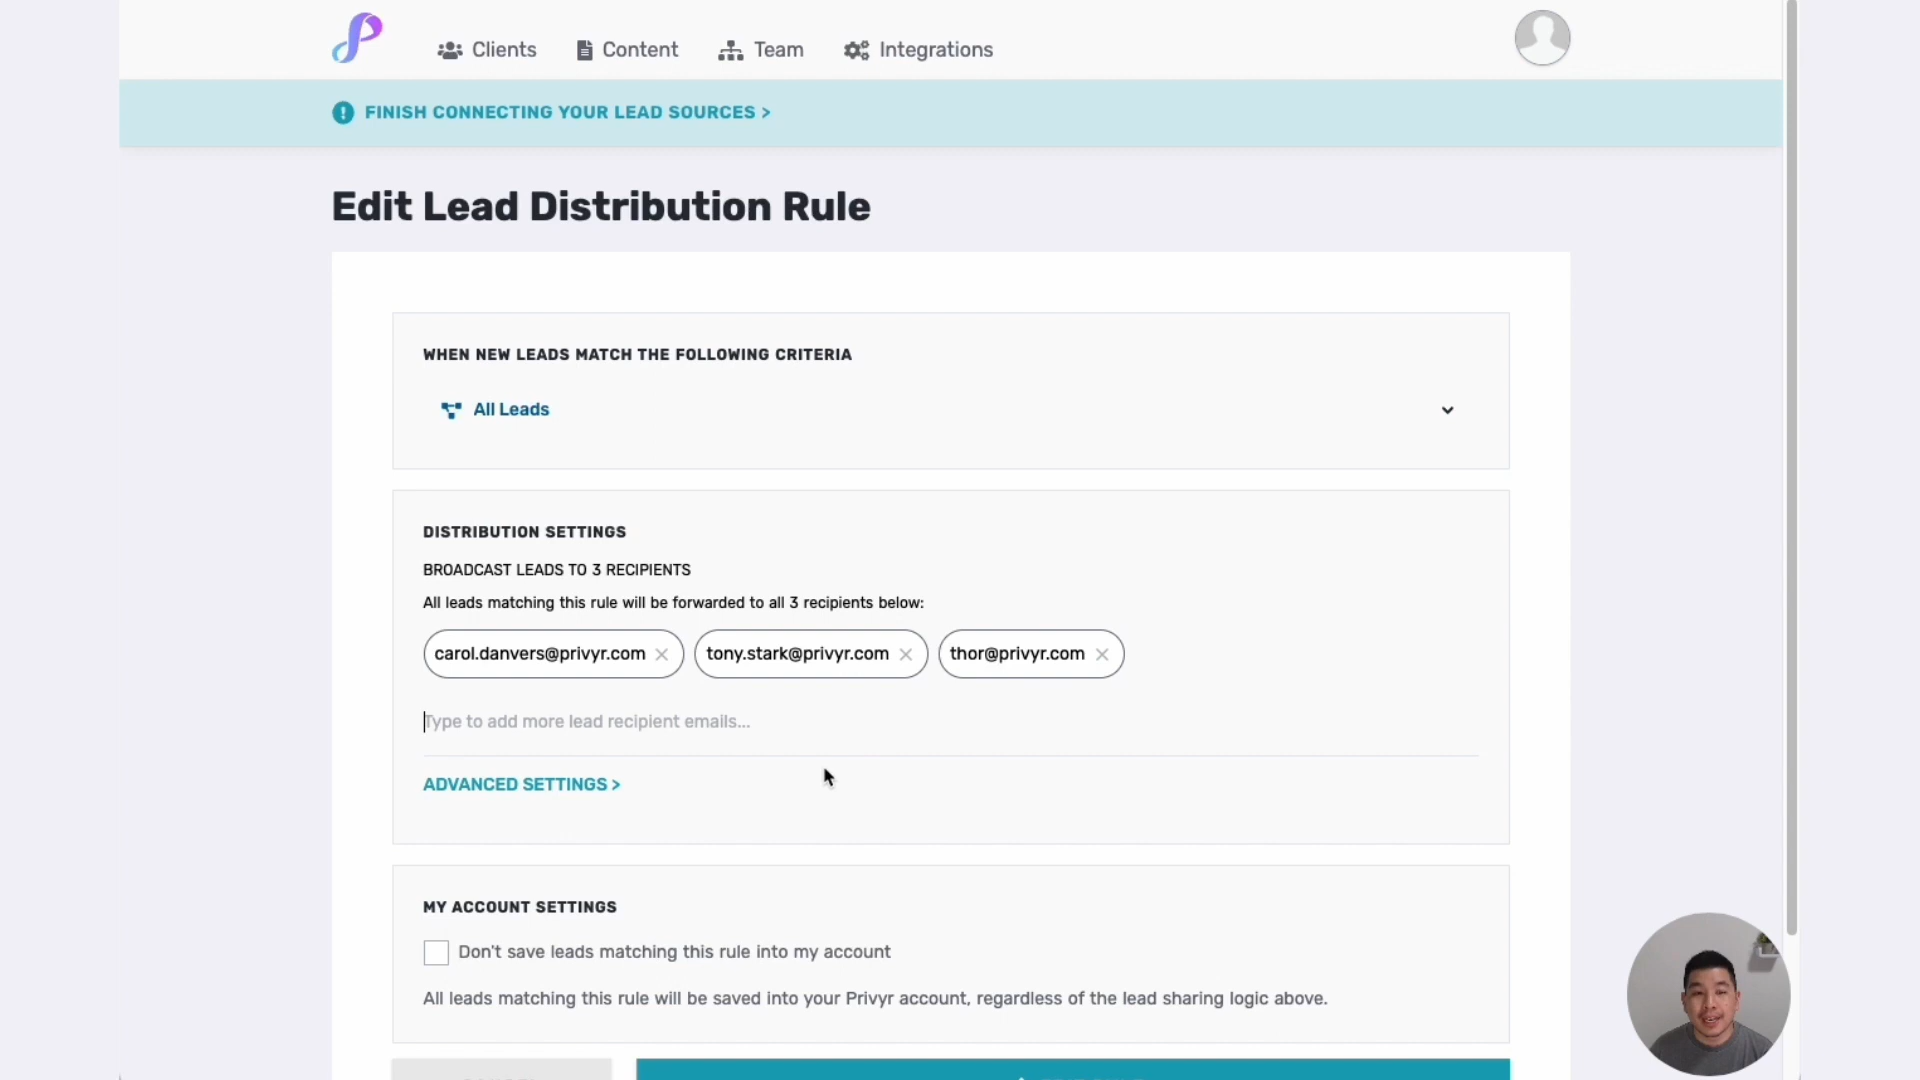 Clients
Content
Team
Integrations
FINISH CONNECTING YOUR LEAD SOURCES >
Edit Lead Distribution Rule
WHEN NEW LEADS MATCH THE FOLLOWING CRITERIA
All Leads
DISTRIBUTION SETTINGS
BROADCAST LEADS TO 3 RECIPIENTS
All leads matching this rule will be forwarded to all 3 recipients below:
carol.danvers@privyr.com
tony.stark@privyr.com
thor@privyr.com
Type to add more lead recipient emails...
ADVANCED SETTINGS >
MY ACCOUNT SETTINGS
Don't save leads matching this rule into my account
All leads matching this rule will be saved into your Privyr account, regardless of the lead sharing logic above.